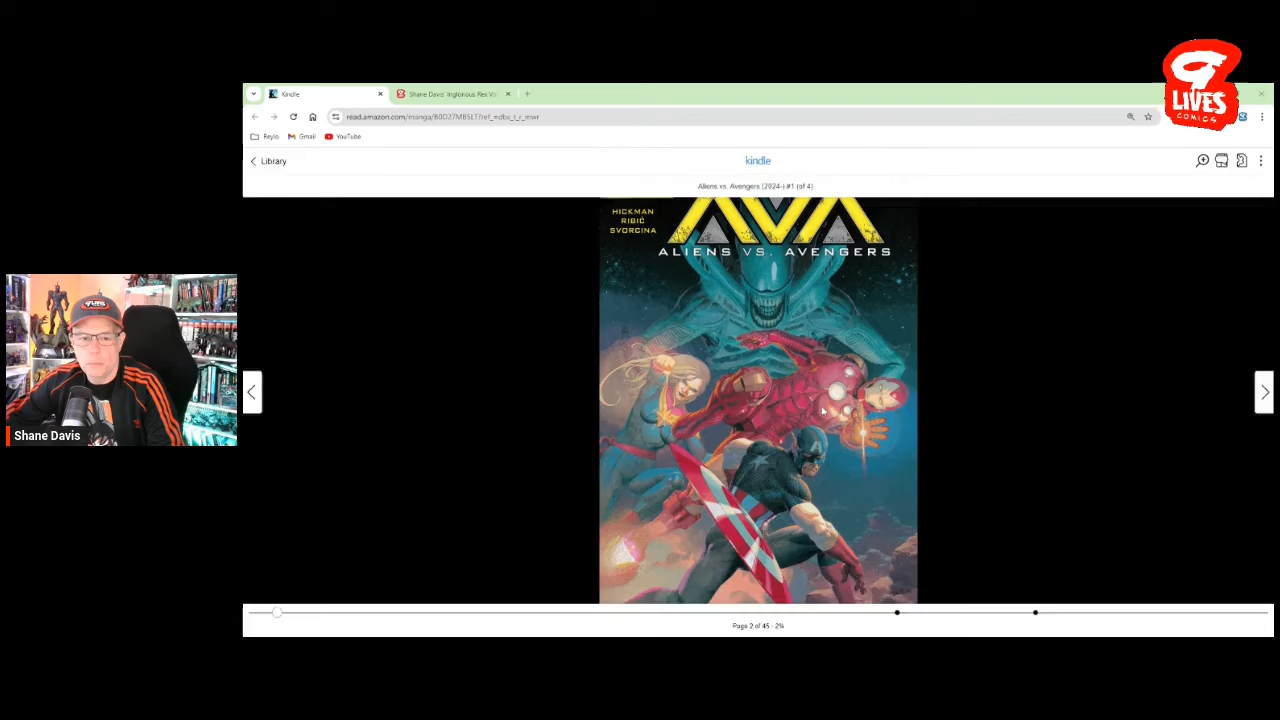 9
LIVES
COMICS
Kindle
Shane Davis' Inglorious Rex Vo
read.amazon.com/manga/B0D27MBSLT?ref_=dbs_t_r_mwr
Reylo
Gmail
YouTube
Library
kindle
Aliens vs. Avengers (2024-) #1 (of 4)
HICKMAN
RIBIĆ
SVORCINA
AVA
ALIENS VS. AVENGERS
A
Shane Davis
Page 2 of 45 · 2%